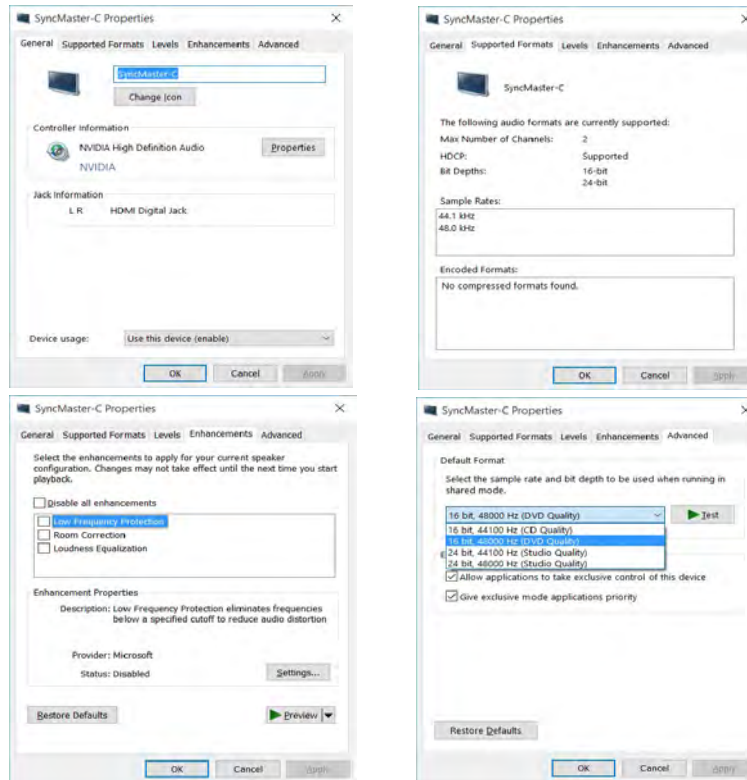 SyncMaster-C Properties
General Supported Formats Levels Enhancements Advanced
SyncMaster-C
Change Icon
Controller Information
NVIDIA High Definition Audio Properties
NVIDIA
Jack Information
L R HDMI Digital Jack
Device usage: Use this device (enable)
OK Cancel Apply
SyncMaster-C Properties
General Supported Formats Levels Enhancements Advanced
SyncMaster-C
The following audio formats are currently supported:
Max Number of Channels: 2
HDCP: Supported
Bit Depths: 16-bit
24-bit
Sample Rates:
44.1 kHz
48.0 kHz
Encoded Formats:
No compressed formats found.
OK Cancel Apply
SyncMaster-C Properties
General Supported Formats Levels Enhancements Advanced
Select the enhancements to apply for your current speaker
configuration. Changes may not take effect until the next time you start
playback.
Disable all enhancements
Low Frequency Protection
Room Correction
Loudness Equalization
Enhancement Properties
Description: Low Frequency Protection eliminates frequencies
below a specified cutoff to reduce audio distortion
Provider: Microsoft
Status: Disabled Settings...
Restore Defaults Preview
OK Cancel Apply
SyncMaster-C Properties
General Supported Formats Levels Enhancements Advanced
Default Format
Select the sample rate and bit depth to be used when running in
shared mode.
16 bit, 48000 Hz (DVD Quality) Test
16 bit, 44100 Hz (CD Quality)
16 bit, 48000 Hz (DVD Quality)
24 bit, 44100 Hz (Studio Quality)
24 bit, 48000 Hz (Studio Quality)
Allow applications to take exclusive control of this device
Give exclusive mode applications priority
Restore Defaults
OK Cancel Apply